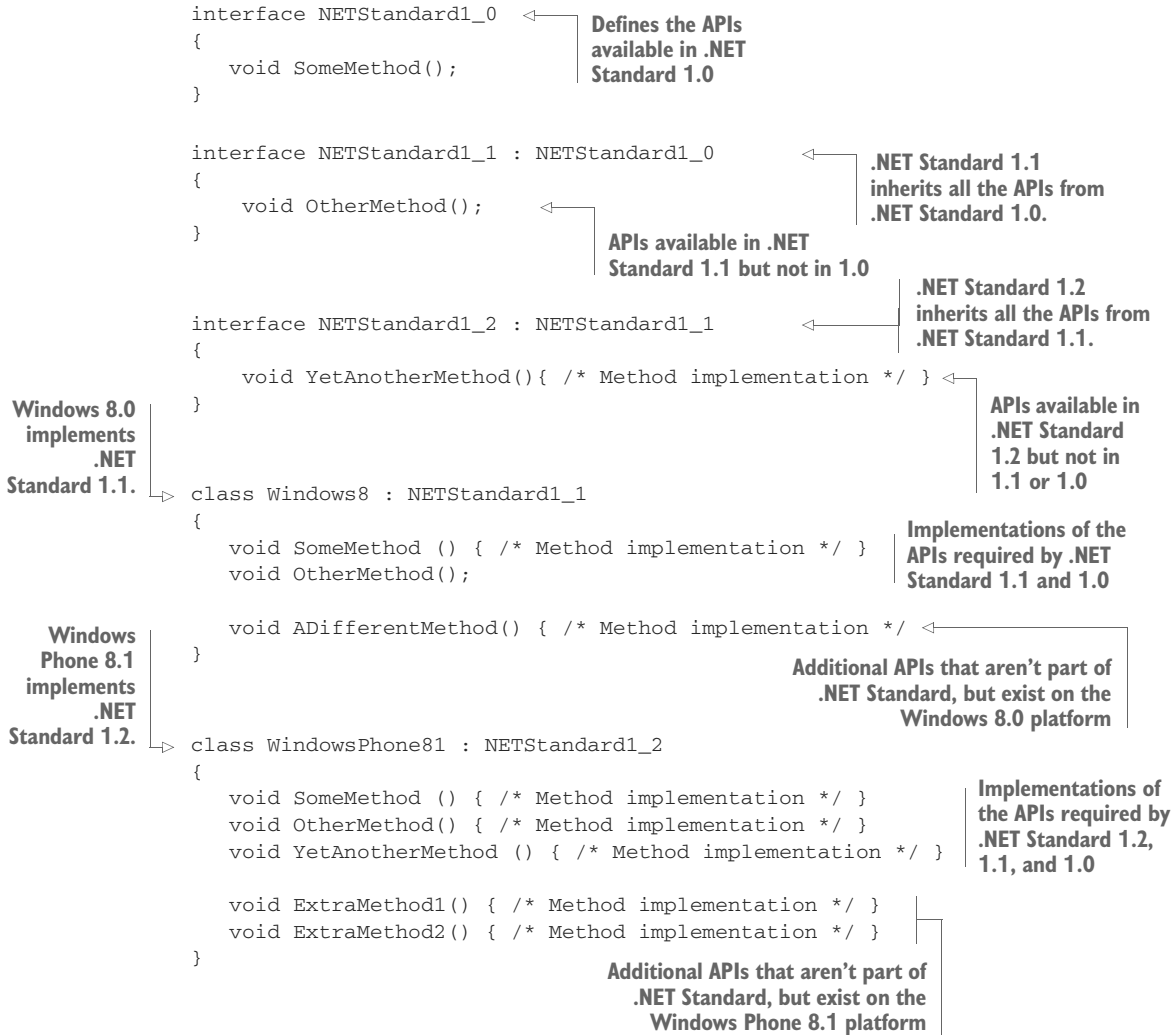 interface NETStandard1_0
{
void SomeMethod();
}
Defines the APIs
available in .NET
Standard 1.0
interface NETStandard1_1 : NETStandard1_0
{
void OtherMethod();
}
.NET Standard 1.1
inherits all the APIs from
.NET Standard 1.0.
APIs available in .NET
Standard 1.1 but not in 1.0
interface NETStandard1_2 : NETStandard1_1
{
void YetAnotherMethod(){ /* Method implementation */ }
}
.NET Standard 1.2
inherits all the APIs from
.NET Standard 1.1.
APIs available in
.NET Standard
1.2 but not in
1.1 or 1.0
Windows 8.0
implements
.NET
Standard 1.1.
class Windows8 : NETStandard1_1
{
void SomeMethod () { /* Method implementation */ }
void OtherMethod();
void ADifferentMethod() { /* Method implementation */
}
Implementations of the
APIs required by .NET
Standard 1.1 and 1.0
Additional APIs that aren't part of
.NET Standard, but exist on the
Windows 8.0 platform
Windows
Phone 8.1
implements
.NET
Standard 1.2.
class WindowsPhone81 : NETStandard1_2
{
void SomeMethod () { /* Method implementation */ }
void OtherMethod() { /* Method implementation */ }
void YetAnotherMethod () { /* Method implementation */ }
void ExtraMethod1() { /* Method implementation */ }
void ExtraMethod2() { /* Method implementation */ }
}
Implementations of
the APIs required by
.NET Standard 1.2,
1.1, and 1.0
Additional APIs that aren't part of
.NET Standard, but exist on the
Windows Phone 8.1 platform